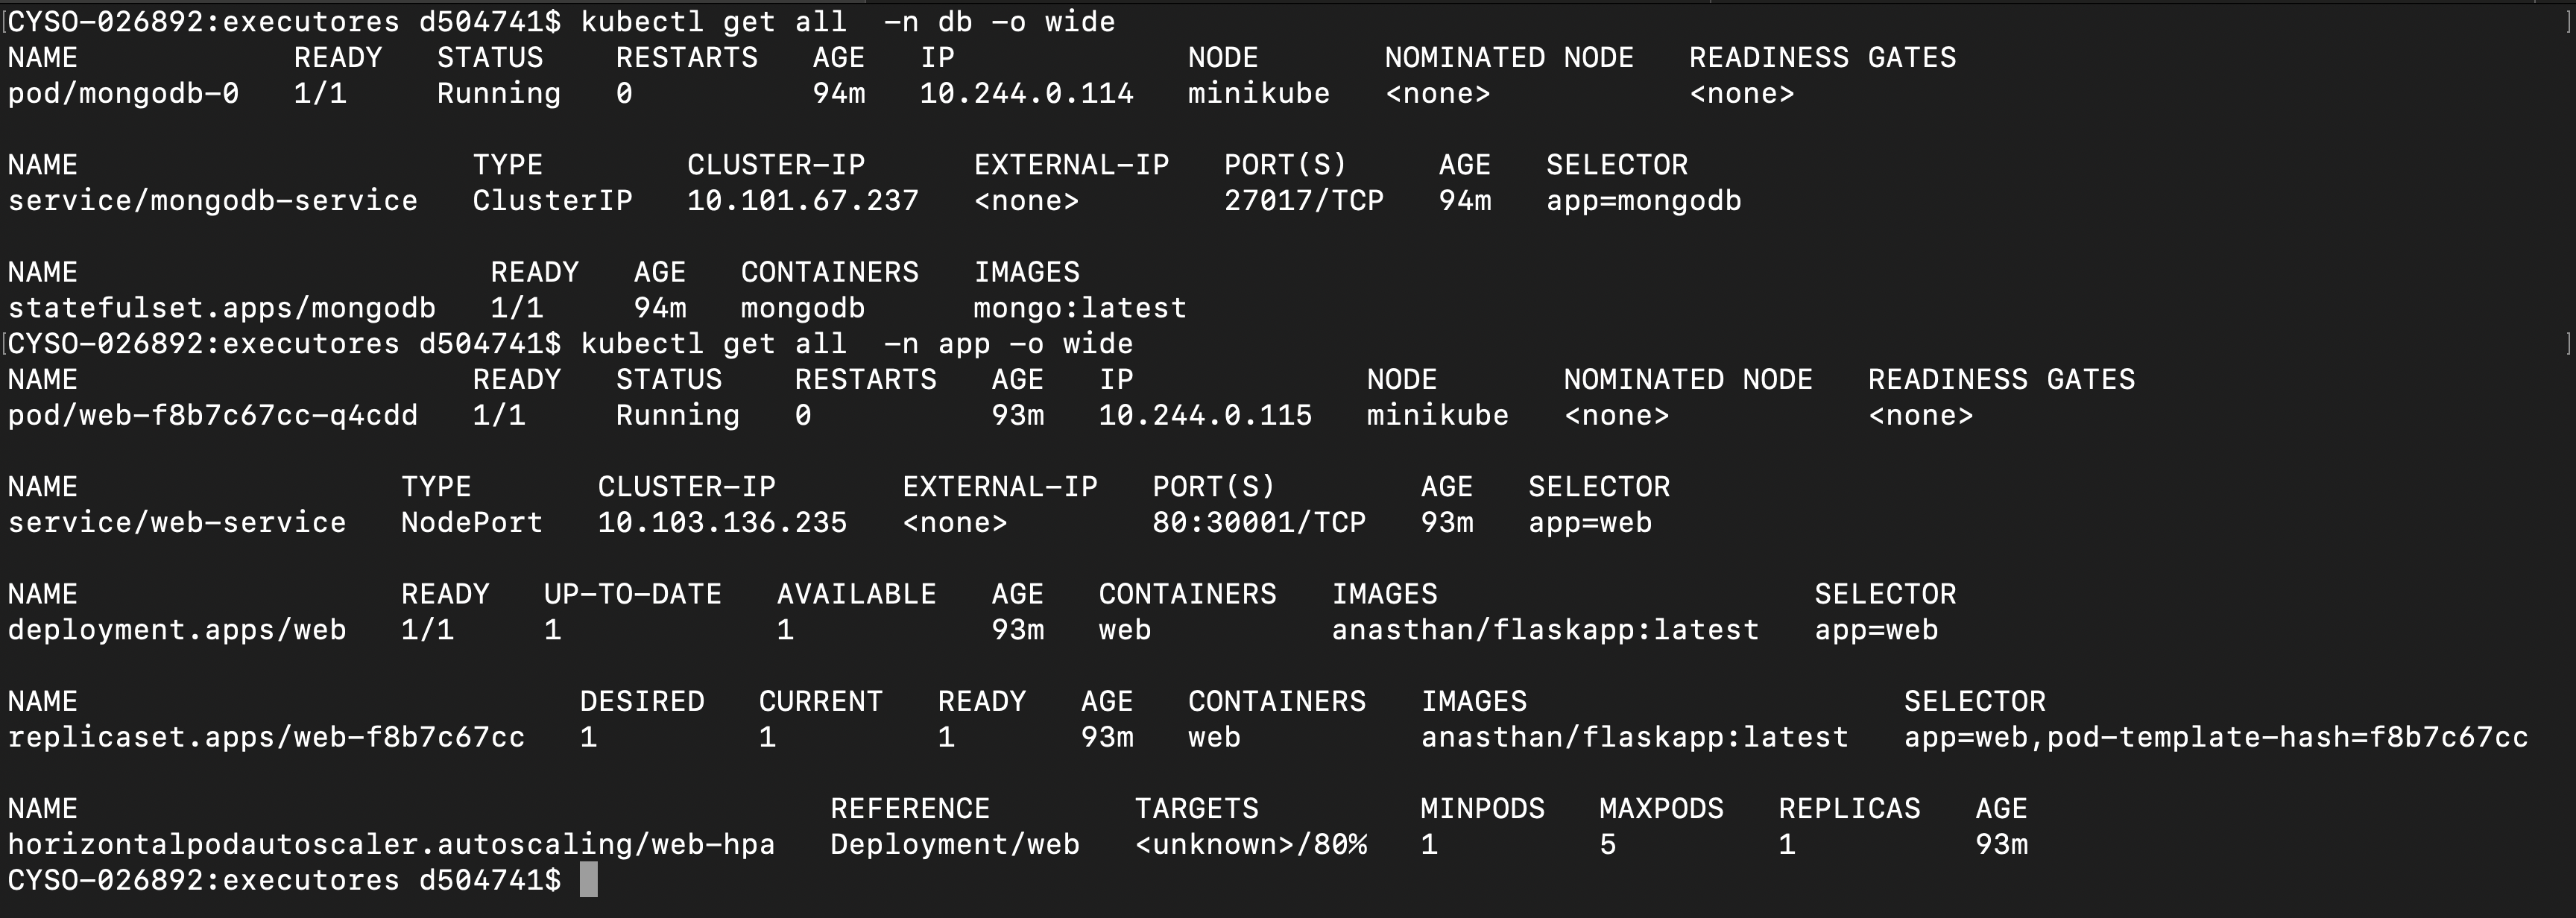 [CYSO-026892:executores d504741$ kubectl get all  -n db -o wide ]
NAME            READY   STATUS    RESTARTS   AGE   IP             NODE       NOMINATED NODE   READINESS GATES
pod/mongodb-0   1/1     Running   0          94m   10.244.0.114   minikube   <none>           <none>

NAME                      TYPE        CLUSTER-IP      EXTERNAL-IP   PORT(S)     AGE   SELECTOR
service/mongodb-service   ClusterIP   10.101.67.237   <none>        27017/TCP   94m   app=mongodb

NAME                       READY   AGE   CONTAINERS   IMAGES
statefulset.apps/mongodb   1/1     94m   mongodb      mongo:latest
[CYSO-026892:executores d504741$ kubectl get all  -n app -o wide ]
NAME                      READY   STATUS    RESTARTS   AGE   IP             NODE       NOMINATED NODE   READINESS GATES
pod/web-f8b7c67cc-q4cdd   1/1     Running   0          93m   10.244.0.115   minikube   <none>           <none>

NAME                  TYPE       CLUSTER-IP       EXTERNAL-IP   PORT(S)        AGE   SELECTOR
service/web-service   NodePort   10.103.136.235   <none>        80:30001/TCP   93m   app=web

NAME                  READY   UP-TO-DATE   AVAILABLE   AGE   CONTAINERS   IMAGES                     SELECTOR
deployment.apps/web   1/1     1            1           93m   web          anasthan/flaskapp:latest   app=web

NAME                            DESIRED   CURRENT   READY   AGE   CONTAINERS   IMAGES                     SELECTOR
replicaset.apps/web-f8b7c67cc   1         1         1       93m   web          anasthan/flaskapp:latest   app=web,pod-template-hash=f8b7c67cc

NAME                                          REFERENCE        TARGETS         MINPODS   MAXPODS   REPLICAS   AGE
horizontalpodautoscaler.autoscaling/web-hpa   Deployment/web   <unknown>/80%   1         5         1          93m
CYSO-026892:executores d504741$